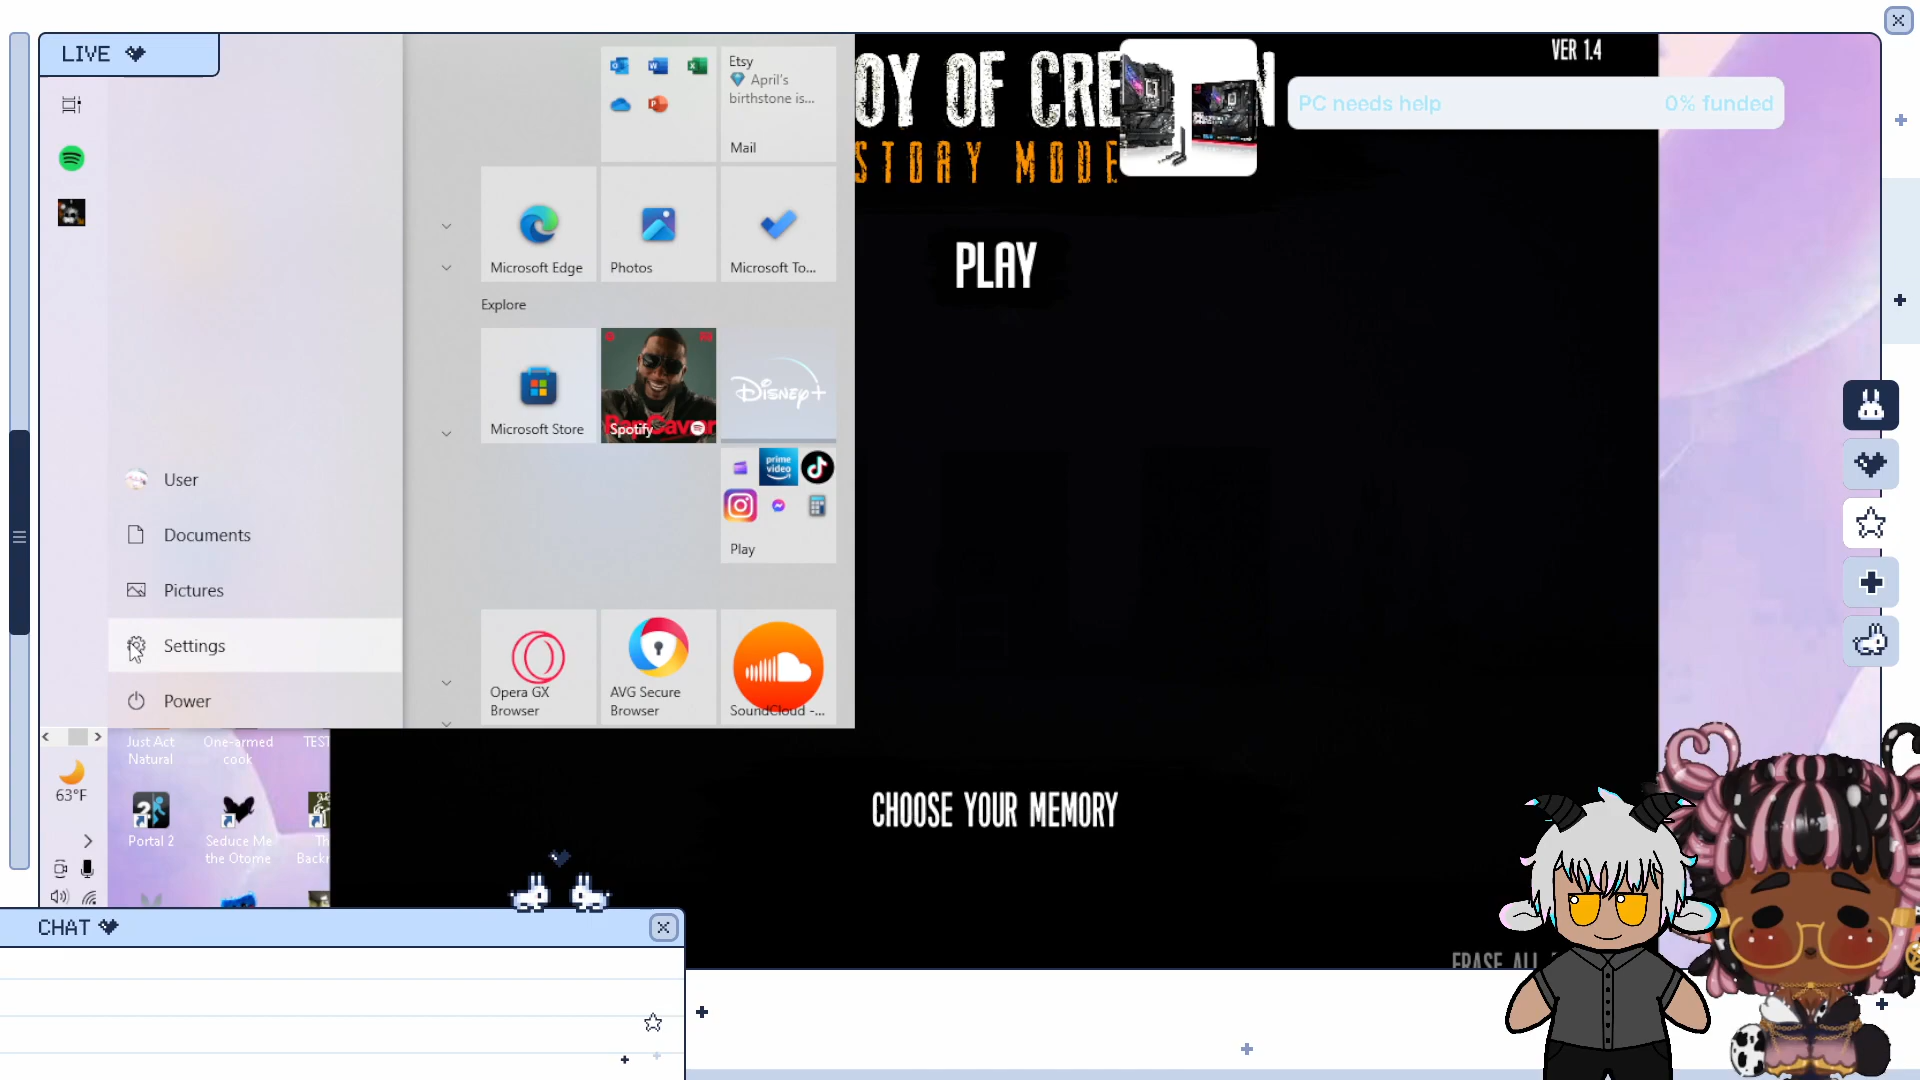 LIVE
Etsy
April's
birthstone is...
Mail
OY OF CRE N
STORY MODE
VER 1.4
PC needs help
0% funded
Microsoft Edge
Photos
Microsoft To...
PLAY
Explore
Microsoft Store
Spotify
Disney+
prime
video
Play
User
Documents
Pictures
Settings
Power
Opera GX
Browser
AVG Secure
Browser
SoundCloud -...
Just Act
Natural
One-armed
cook
TEST
63°F
Portal 2
Seduce Me
the Otome
Th
Backr
CHOOSE YOUR MEMORY
CHAT
ERASE ALL